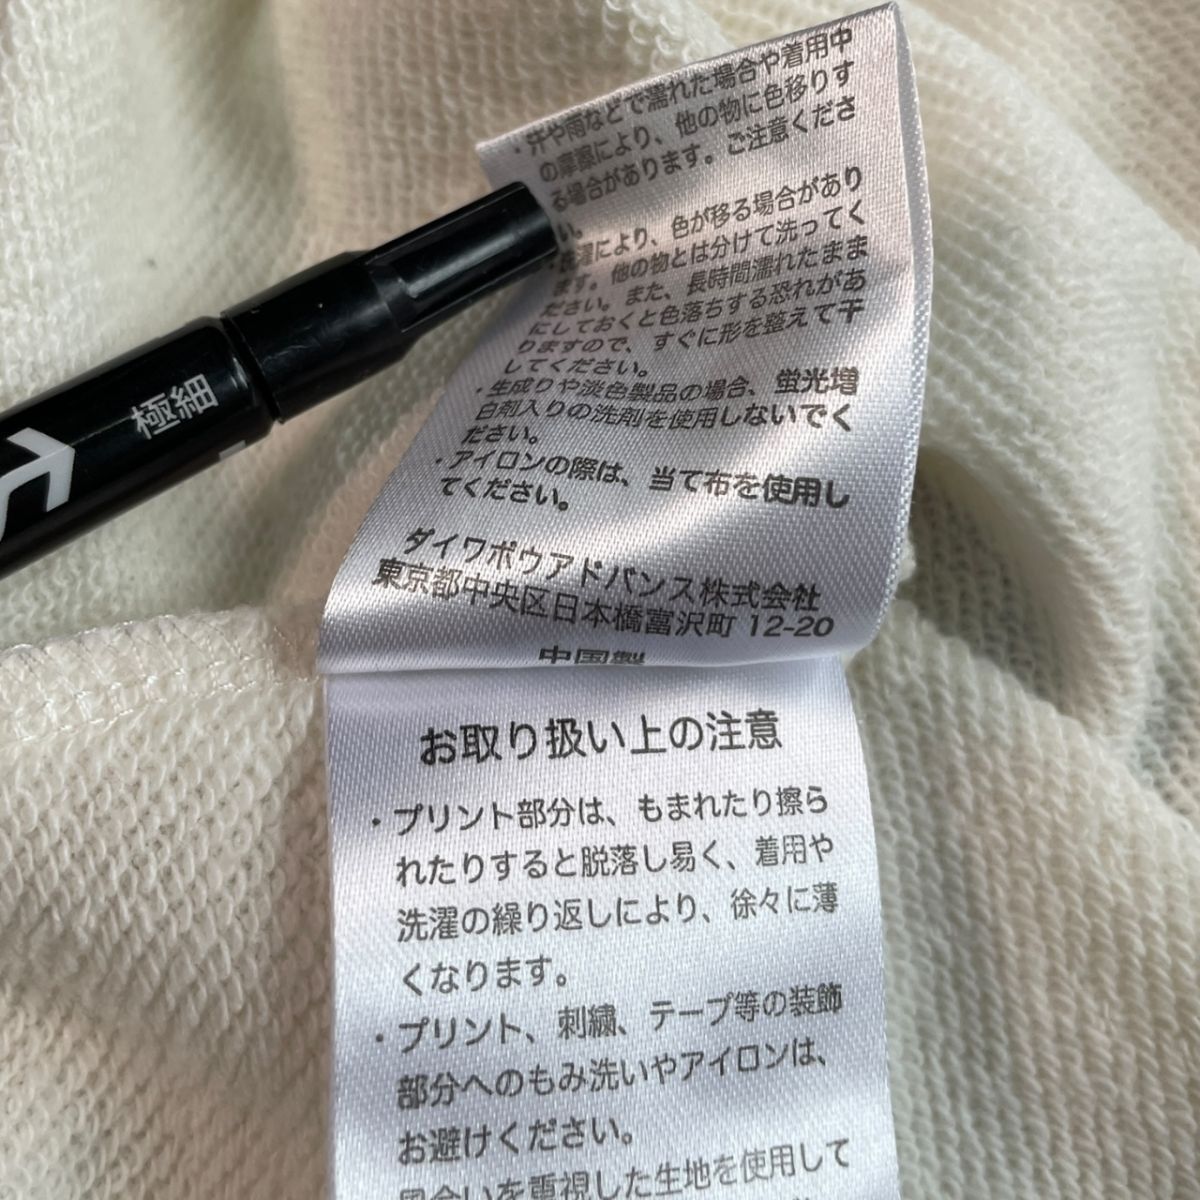 ・汗や雨などで濡れた場合や着用中
の摩擦により、他の物に色移りす
る場合があります。ご注意くださ
い。
・洗濯により、色が移る場合があり
ます。他の物とは分けて洗ってく
ださい。また、長時間濡れたまま
にしておくと色落ちする恐れがあ
りますので、すぐに形を整えて干
してください。
・生成りや淡色製品の場合、蛍光増
白剤入りの洗剤を使用しないでく
ださい。
・アイロンの際は、当て布を使用し
てください。
ダイワボウアドバンス株式会社
東京都中央区日本橋富沢町 12-20
中国製
極細
お取り扱い上の注意
・プリント部分は、もまれたり擦ら
れたりすると脱落し易く、着用や
洗濯の繰り返しにより、徐々に薄
くなります。
・プリント、刺繍、テープ等の装飾
部分へのもみ洗いやアイロンは、
お避けください。
風合いを重視した生地を使用して